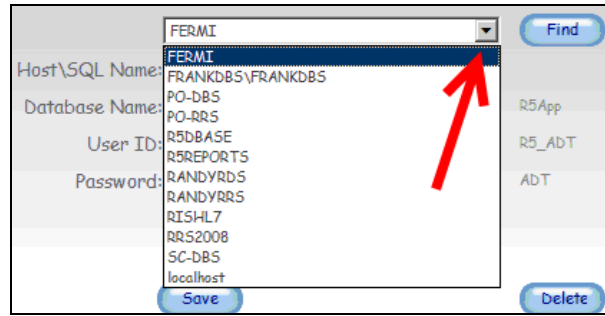 FERMI Find
FERMI
Host\SQL Name:
FRANKDBS\FRANKDBS
PO-DBS
Database Name: R5App
PO-RRS
R5DBASE
User ID: R5_ADT
R5REPORTS
Password: RANDYRDS ADT
RANDYRRS
RISHL7
RRS2008
SC-DBS
localhost
Save Delete